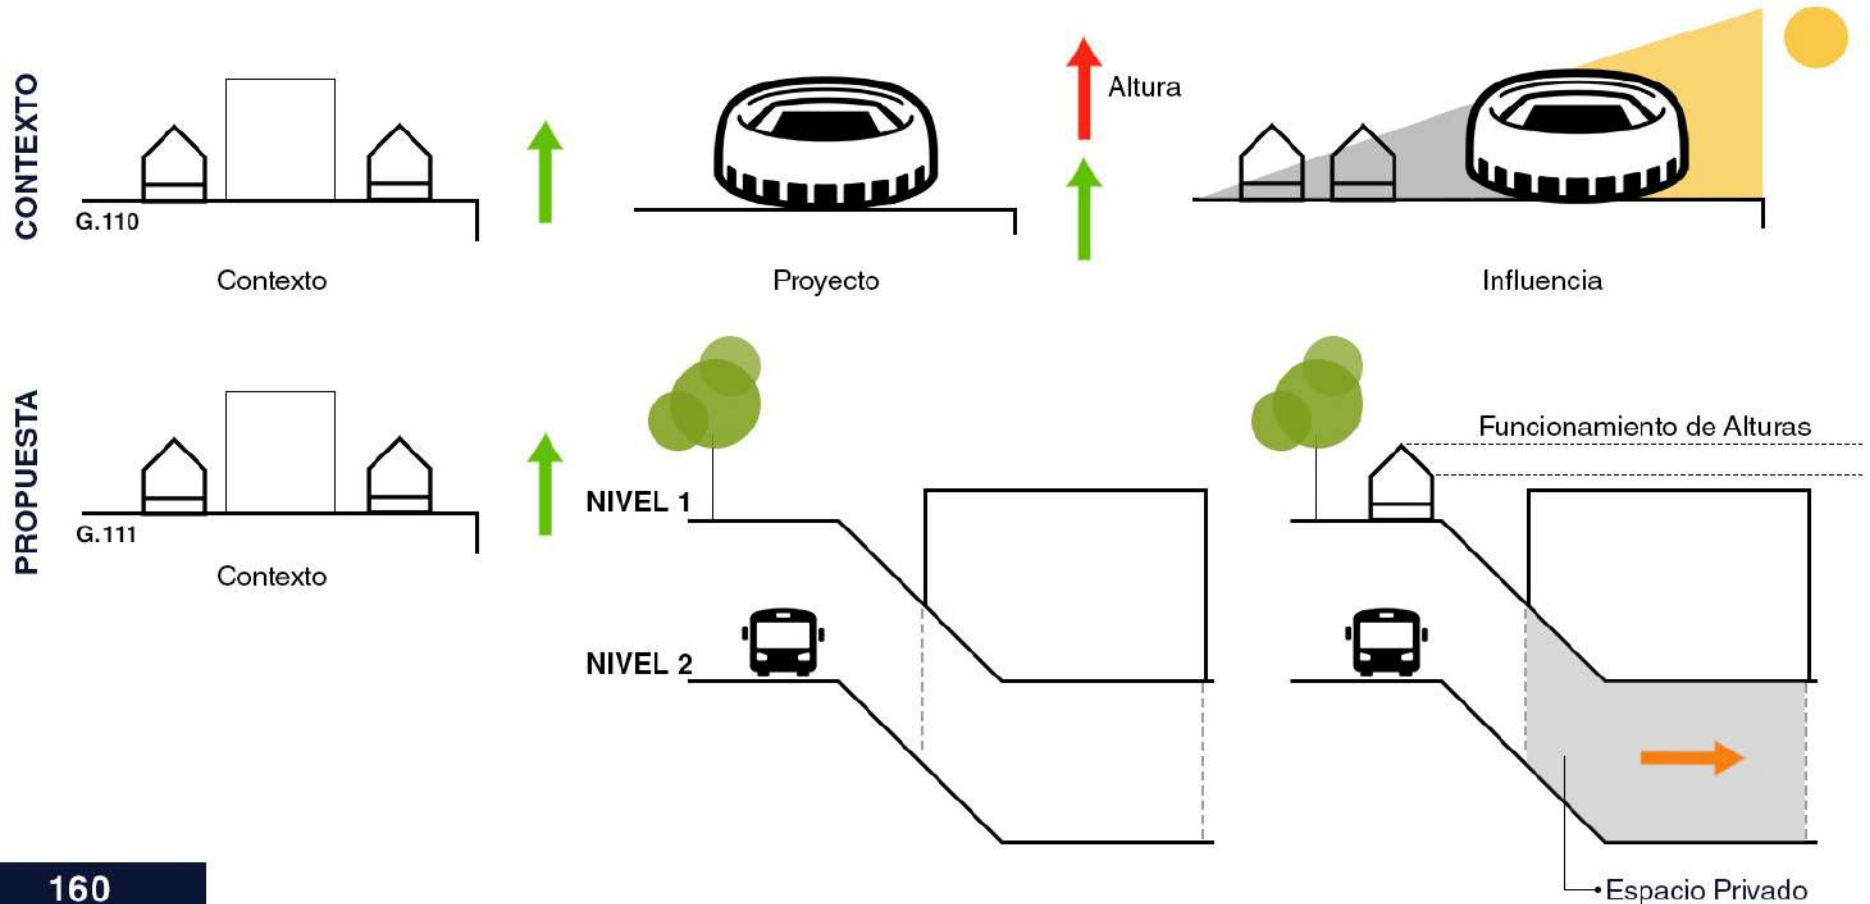 CONTEXTO
G.110
Contexto
Proyecto
Altura
Influencia
PROPUESTA
G.111
Contexto
NIVEL 1
NIVEL 2
Funcionamiento de Alturas
Espacio Privado
160